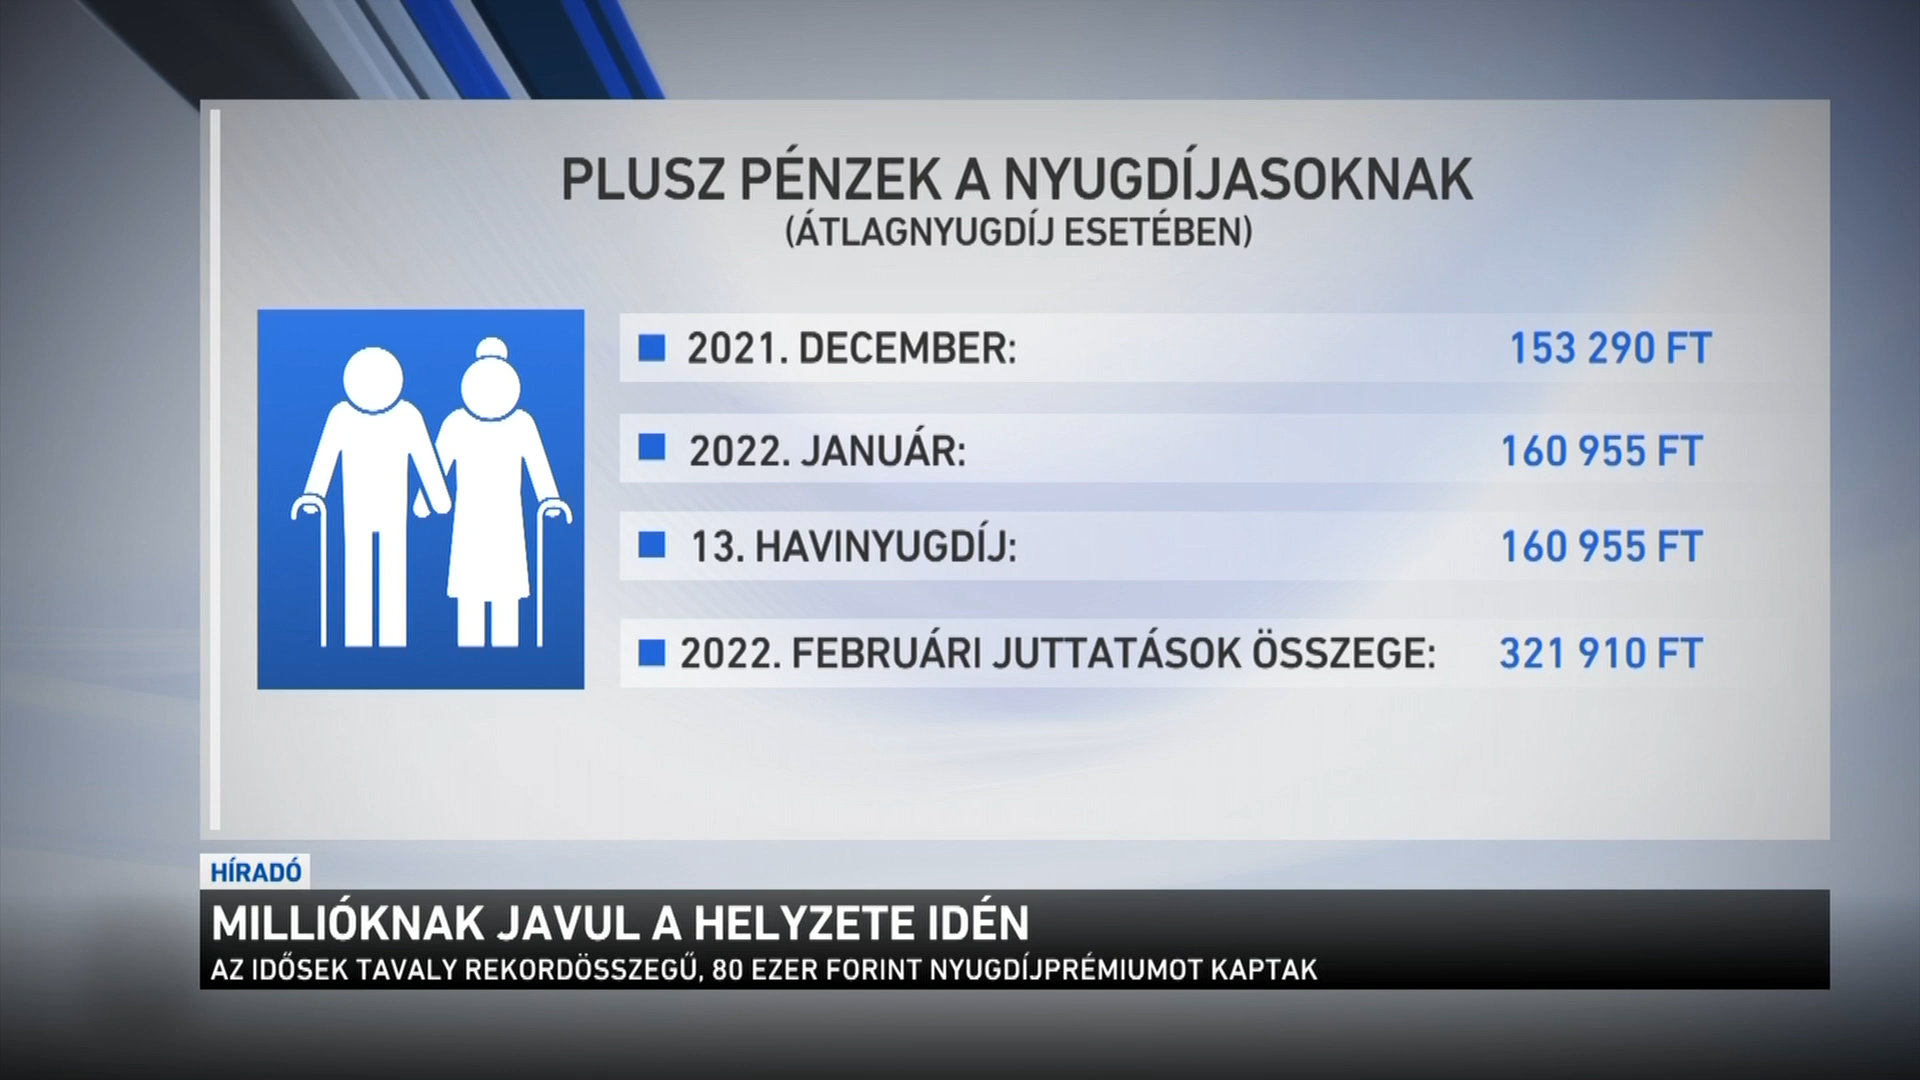 PLUSZ PÉNZEK A NYUGDÍJASOKNAK
(ÁTLAGNYUGDÍJ ESETÉBEN)
2021. DECEMBER: 153 290 FT
2022. JANUÁR: 160 955 FT
13. HAVINYUGDÍJ: 160 955 FT
2022. FEBRUÁRI JUTTATÁSOK ÖSSZEGE: 321 910 FT
HÍRADÓ
MILLIÓKNAK JAVUL A HELYZETE IDÉN
AZ IDŐSEK TAVALY REKORDÖSSZEGŰ, 80 EZER FORINT NYUGDÍJPRÉMIUMOT KAPTAK